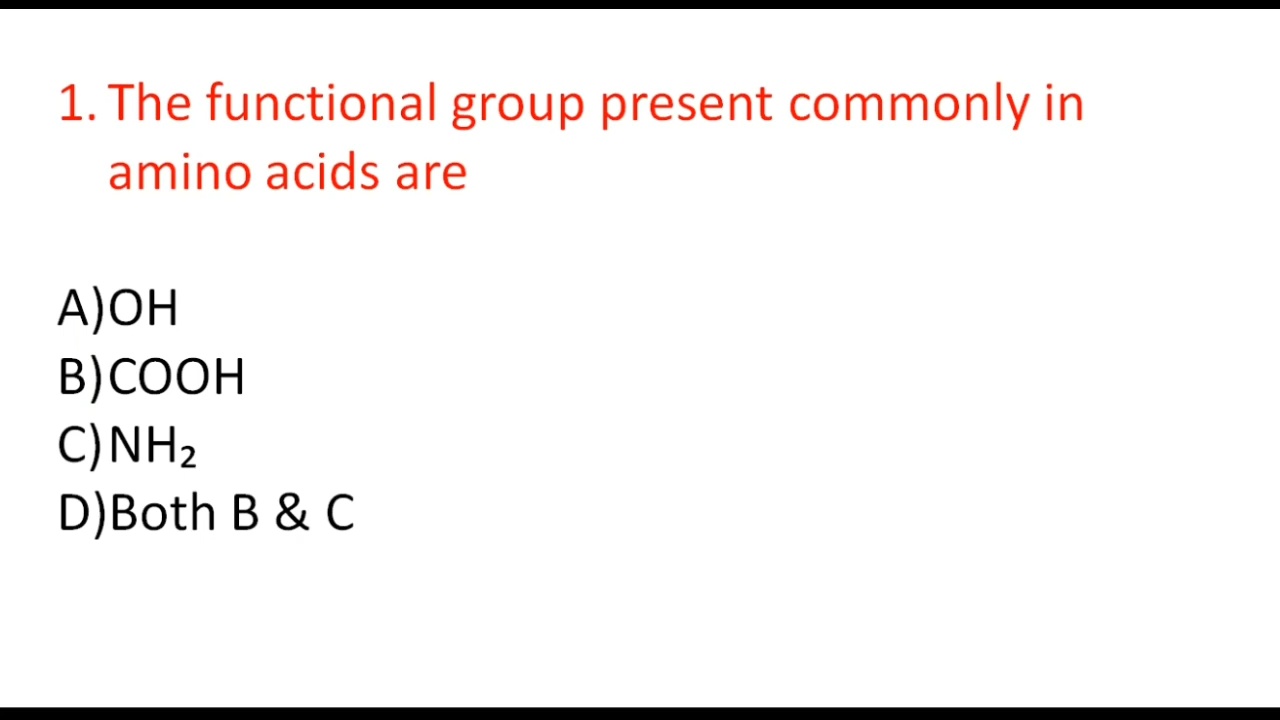 1. The functional group present commonly in
amino acids are
A)OH
B)COOH
C)NH₂
D)Both B & C